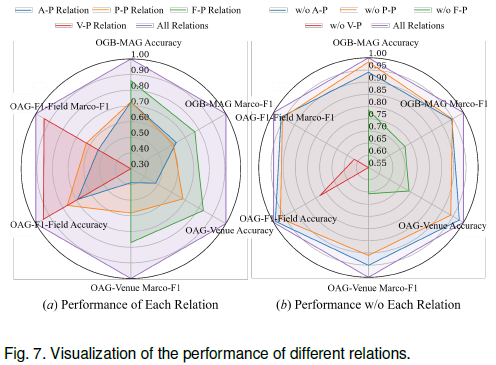 A-P Relation P-P Relation F-P Relation
V-P Relation All Relations
w/o A-P w/o P-P w/o F-P
w/o V-P All Relations
OGB-MAG Accuracy
1.00
0.90
0.80
0.70
0.60
0.50
0.40
0.30
OGB-MAG Marco-F1
OAG-Venue Accuracy
OAG-Venue Marco-F1
OAG-F1-Field Accuracy
OAG-F1-Field Marco-F1
(a) Performance of Each Relation
OGB-MAG Accuracy
1.00
0.95
0.90
0.85
0.80
0.75
0.70
0.65
0.60
0.55
OGB-MAG Marco-F1
OAG-Venue Accuracy
OAG-Venue Marco-F1
OAG-F1-Field Accuracy
OAG-F1-Field Marco-F1
(b) Performance w/o Each Relation
Fig. 7. Visualization of the performance of different relations.